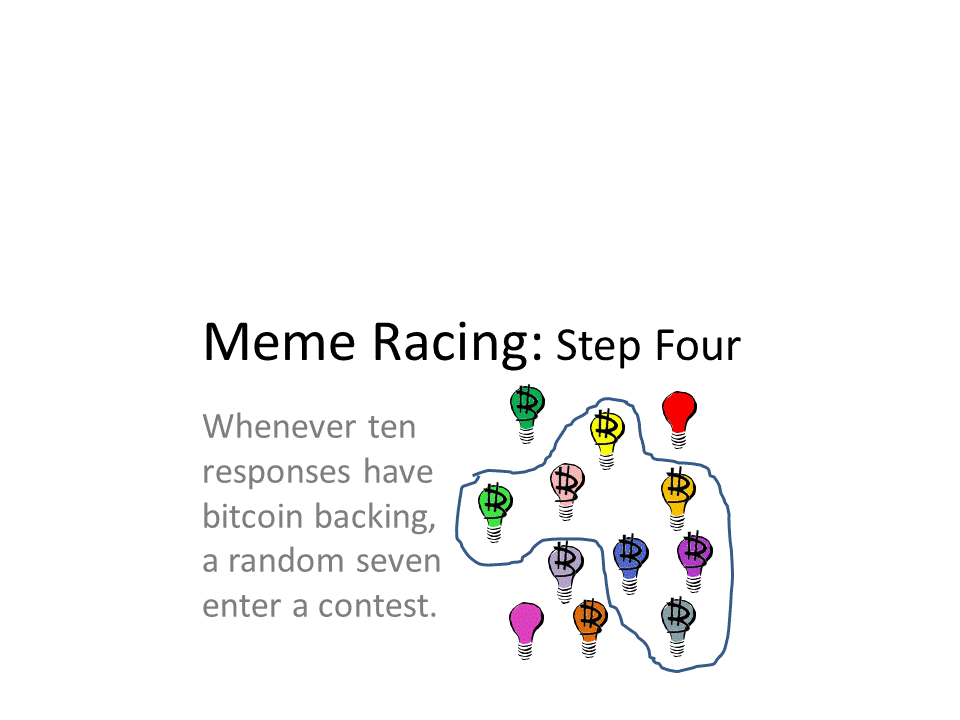 Meme Racing: Step Four
Whenever ten
responses have
bitcoin backing,
a random seven
enter a contest.